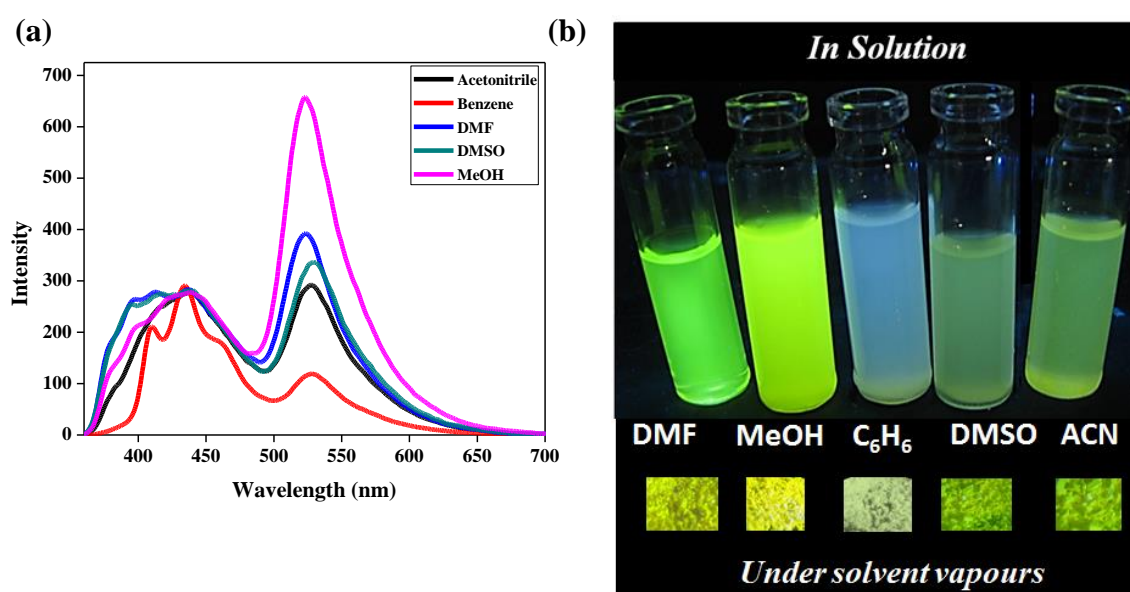 (a)
700
600
500
400
300
200
100
0
Intensity
400 450 500 550 600 650 700
Wavelength (nm)
Acetonitrile
Benzene
DMF
DMSO
MeOH
(b)
In Solution
DMF MeOH C₆H₆ DMSO ACN
Under solvent vapours